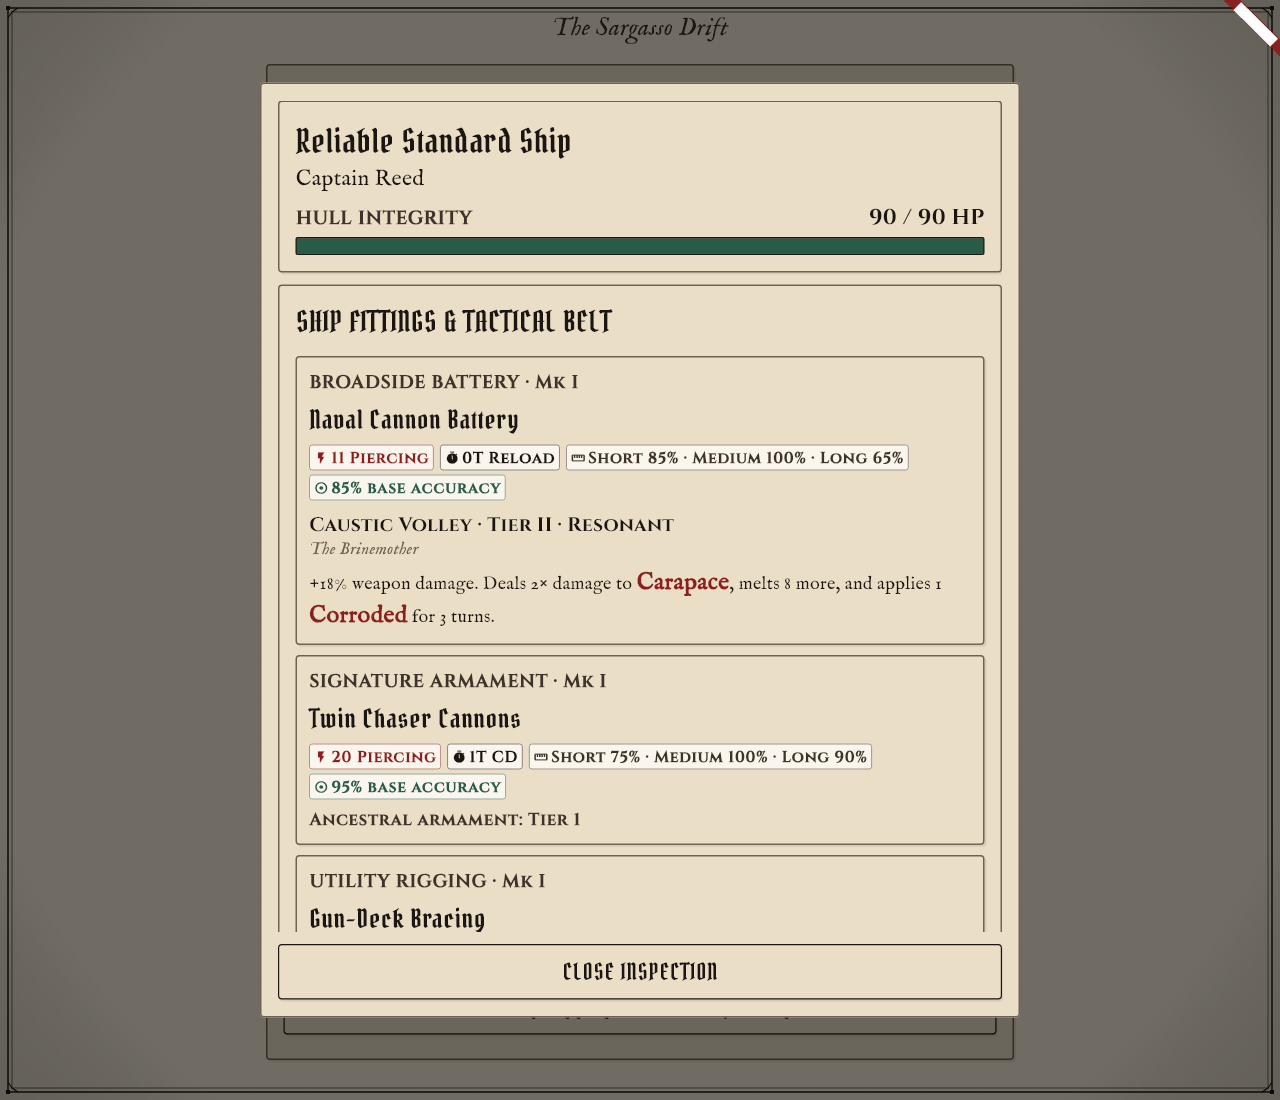 The Sargasso Drift
Reliable Standard Ship
Captain Reed
HULL INTEGRITY
90 / 90 HP
SHIP FITTINGS & TACTICAL BELT
BROADSIDE BATTERY · Mk I
Naval Cannon Battery
11 Piercing
0T Reload
Short 85% · Medium 100% · Long 65%
85% base accuracy
Caustic Volley · Tier II · Resonant
The Brinemother
+18% weapon damage. Deals 2× damage to Carapace, melts 8 more, and applies 1
Corroded for 3 turns.
SIGNATURE ARMAMENT · Mk I
Twin Chaser Cannons
20 Piercing
1T CD
Short 75% · Medium 100% · Long 90%
95% base accuracy
Ancestral armament: Tier 1
UTILITY RIGGING · Mk I
Gun-Deck Bracing
CLOSE INSPECTION